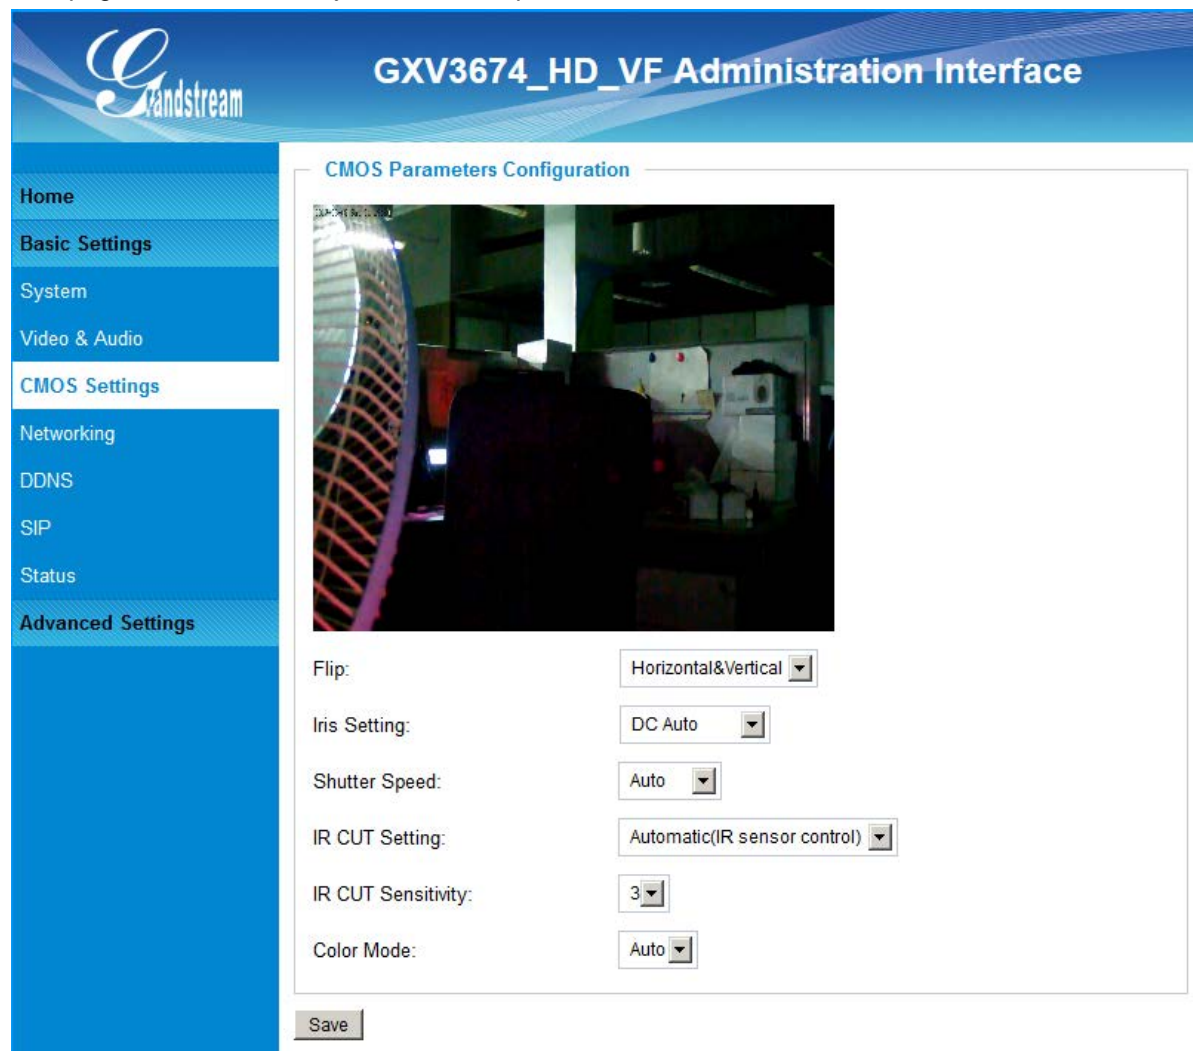 Grandstream
GXV3674_HD_VF Administration Interface
Home
Basic Settings
System
Video & Audio
CMOS Settings
Networking
DDNS
SIP
Status
Advanced Settings
CMOS Parameters Configuration
Flip: Horizontal&Vertical
Iris Setting: DC Auto
Shutter Speed: Auto
IR CUT Setting: Automatic(IR sensor control)
IR CUT Sensitivity: 3
Color Mode: Auto
Save